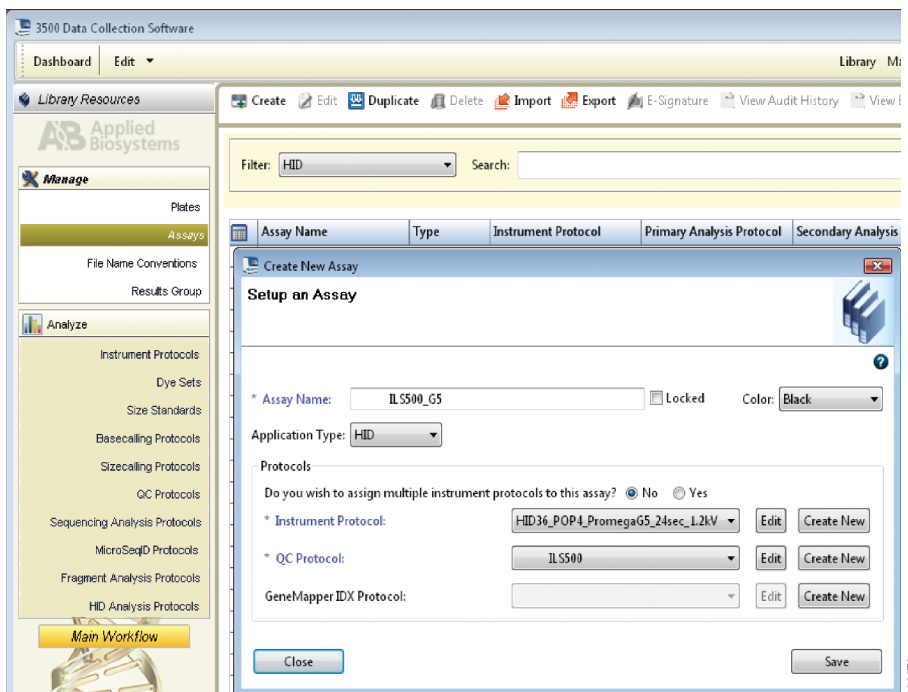 3500 Data Collection Software
Dashboard Edit Library Ma
Library Resources
Create Edit Duplicate Delete Import Export E-Signature View Audit History View E
AB Applied Biosystems
Filter: HID Search:
Manage
Plates
Assays
File Name Conventions
Results Group
Analyze
Instrument Protocols
Dye Sets
Size Standards
Basecalling Protocols
Sizecalling Protocols
QC Protocols
Sequencing Analysis Protocols
MicroSeqID Protocols
Fragment Analysis Protocols
HID Analysis Protocols
Main Workflow
Assay Name Type Instrument Protocol Primary Analysis Protocol Secondary Analysis
Create New Assay
Setup an Assay
* Assay Name: ILS500_G5 Locked Color: Black
Application Type: HID
Protocols
Do you wish to assign multiple instrument protocols to this assay? No Yes
* Instrument Protocol: HID36_POP4_PromegaG5_24sec_1.2kV Edit Create New
* QC Protocol: ILS500 Edit Create New
GeneMapper IDX Protocol: Edit Create New
Close Save